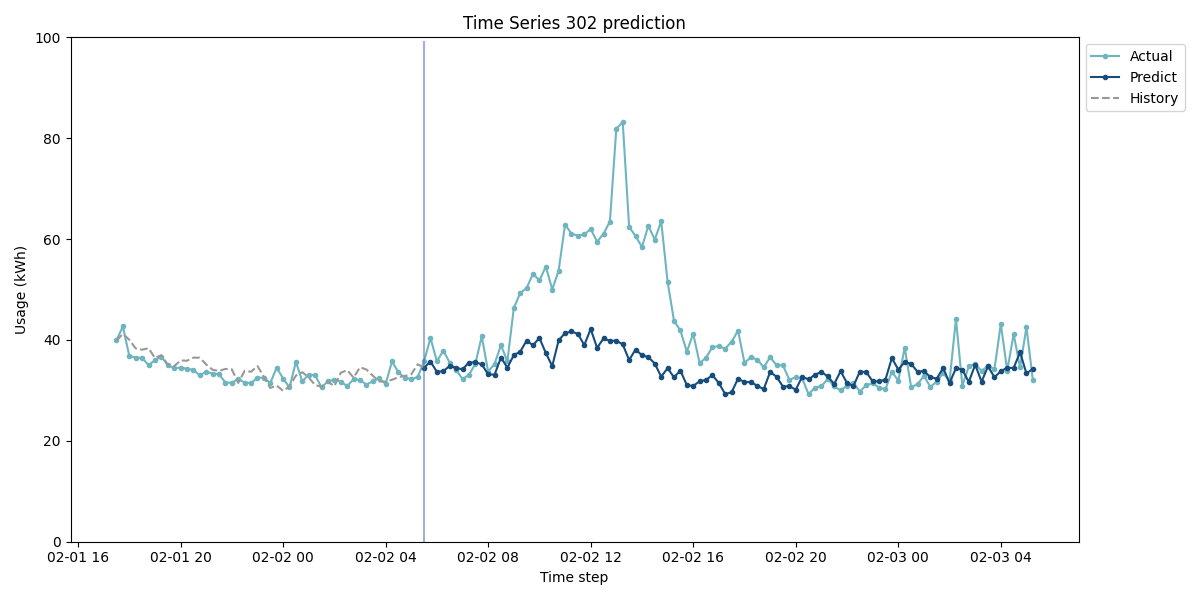 Time Series 302 prediction
100
80
60
40
20
0
Usage (kWh)
02-01 16
02-01 20
02-02 00
02-02 04
02-02 08
02-02 12
02-02 16
02-02 20
02-03 00
02-03 04
Time step
Actual
Predict
History